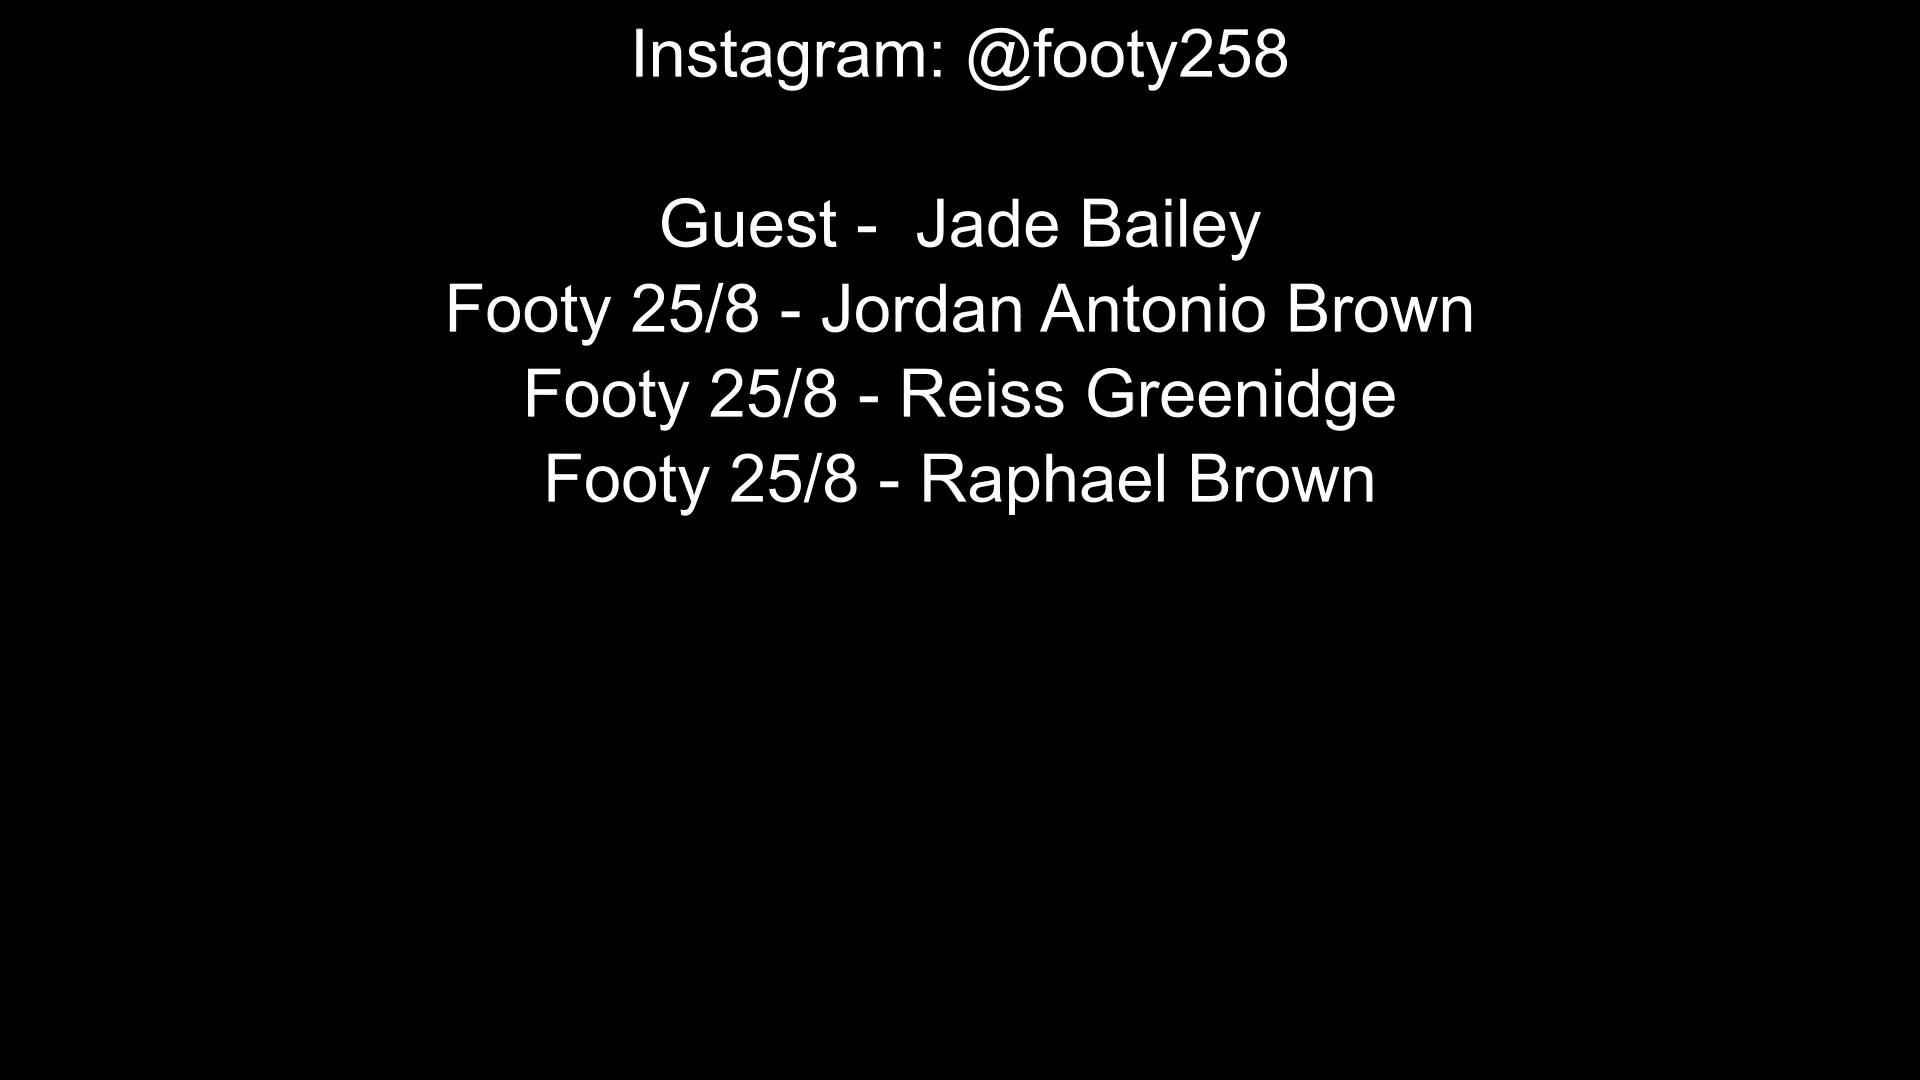 Instagram: @footy258
Guest -  Jade Bailey
Footy 25/8 - Jordan Antonio Brown
Footy 25/8 - Reiss Greenidge
Footy 25/8 - Raphael Brown